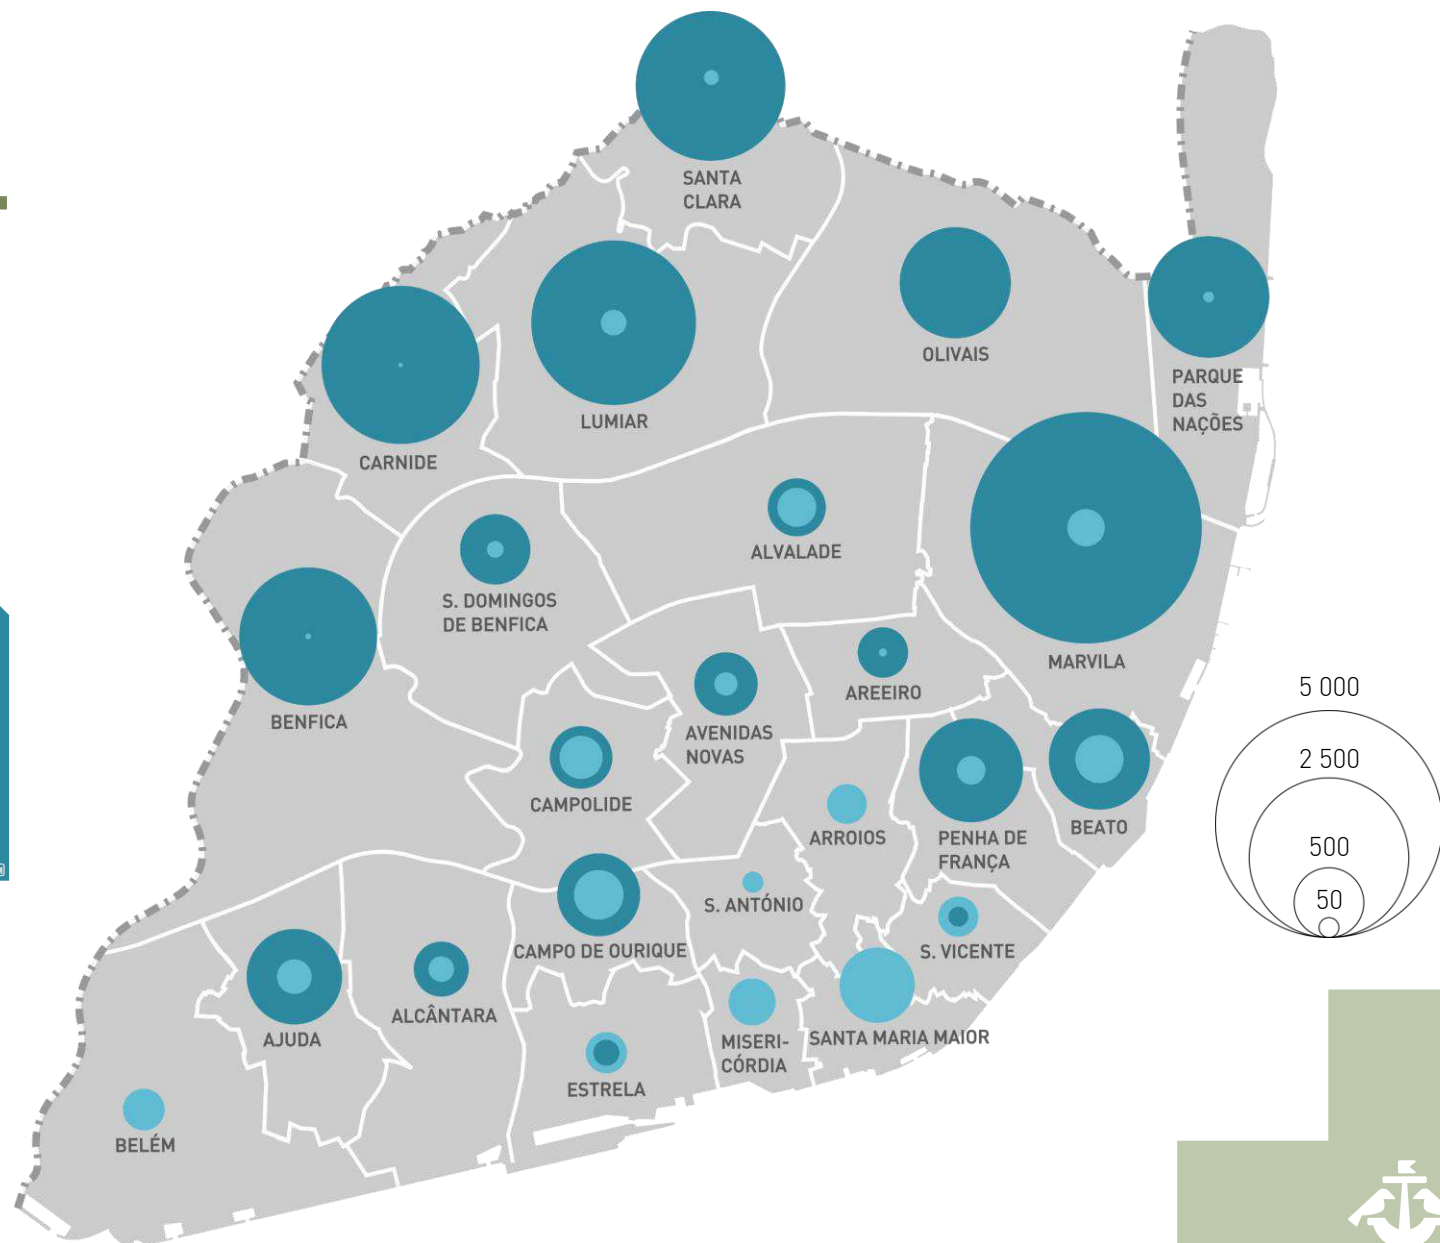 SANTA
CLARA
OLIVAIS
PARQUE
DAS
NAÇÕES
LUMIAR
CARNIDE
ALVALADE
S. DOMINGOS
DE BENFICA
MARVILA
AREEIRO
BENFICA
AVENIDAS
NOVAS
CAMPOLIDE
ARROIOS
PENHA DE
FRANÇA
BEATO
S. ANTÓNIO
CAMPO DE OURIQUE
S. VICENTE
ALCÂNTARA
AJUDA
MISERI-
CÓRDIA
SANTA MARIA MAIOR
ESTRELA
BELÉM
5 000
2 500
500
50